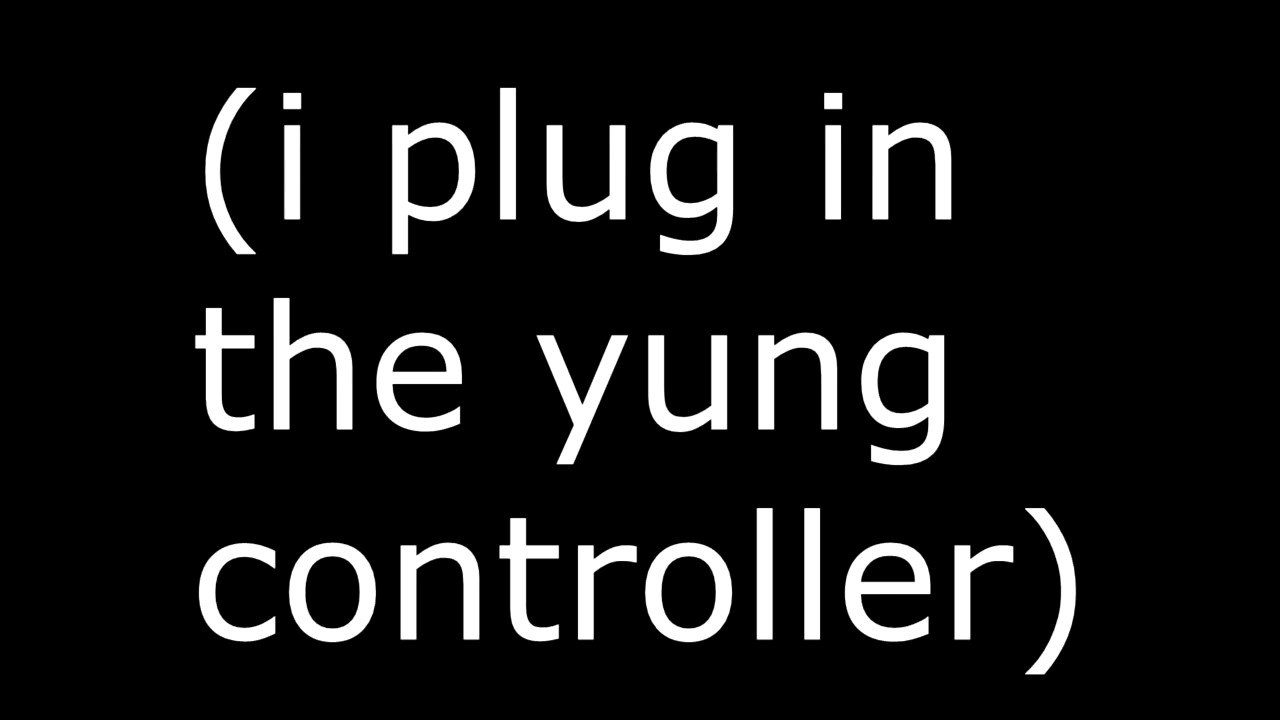 (i plug in
the yung
controller)